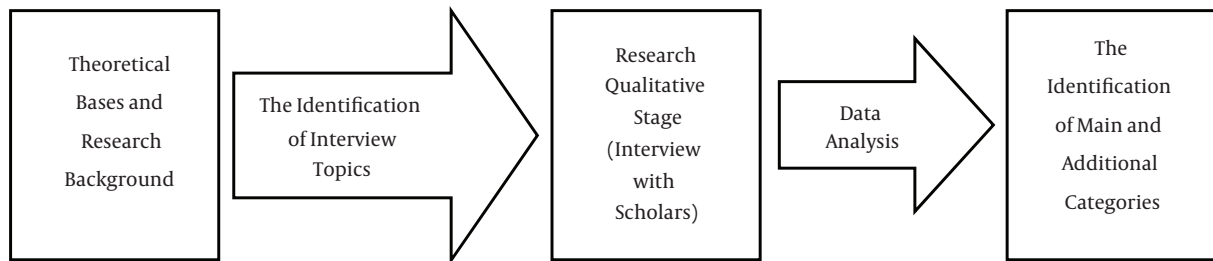 Theoretical
Bases and
Research
Background
The Identification
of Interview
Topics
Research
Qualitative
Stage
(Interview
with
Scholars)
Data
Analysis
The
Identification
of Main and
Additional
Categories